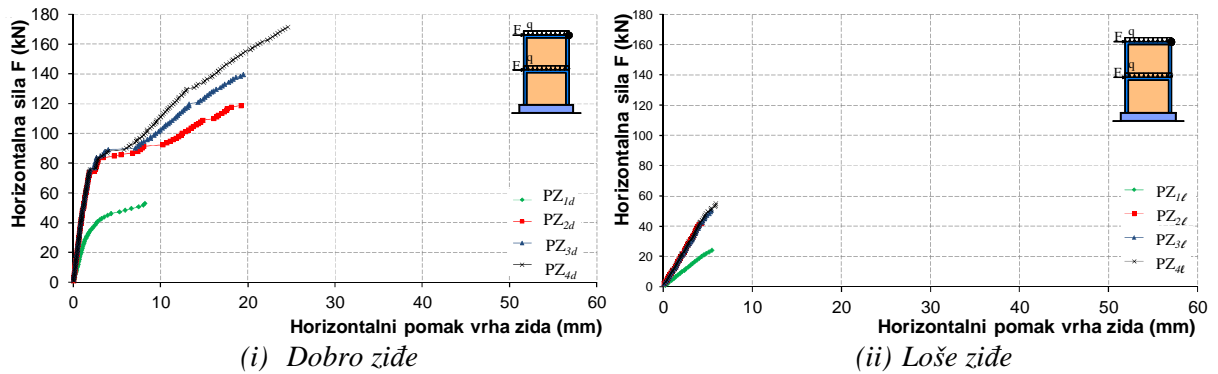 Horizontalna sila F (kN)
180
160
140
120
100
80
60
40
20
0
0 10 20 30 40 50 60
Horizontalni pomak vrha zida (mm)
F q
F q
PZ1d
PZ2d
PZ3d
PZ4d
(i) Dobro ziđe
Horizontalna sila F (kN)
180
160
140
120
100
80
60
40
20
0
0 10 20 30 40 50 60
Horizontalni pomak vrha zida (mm)
F q
F q
PZ1ℓ
PZ2ℓ
PZ3ℓ
PZ4ℓ
(ii) Loše ziđe